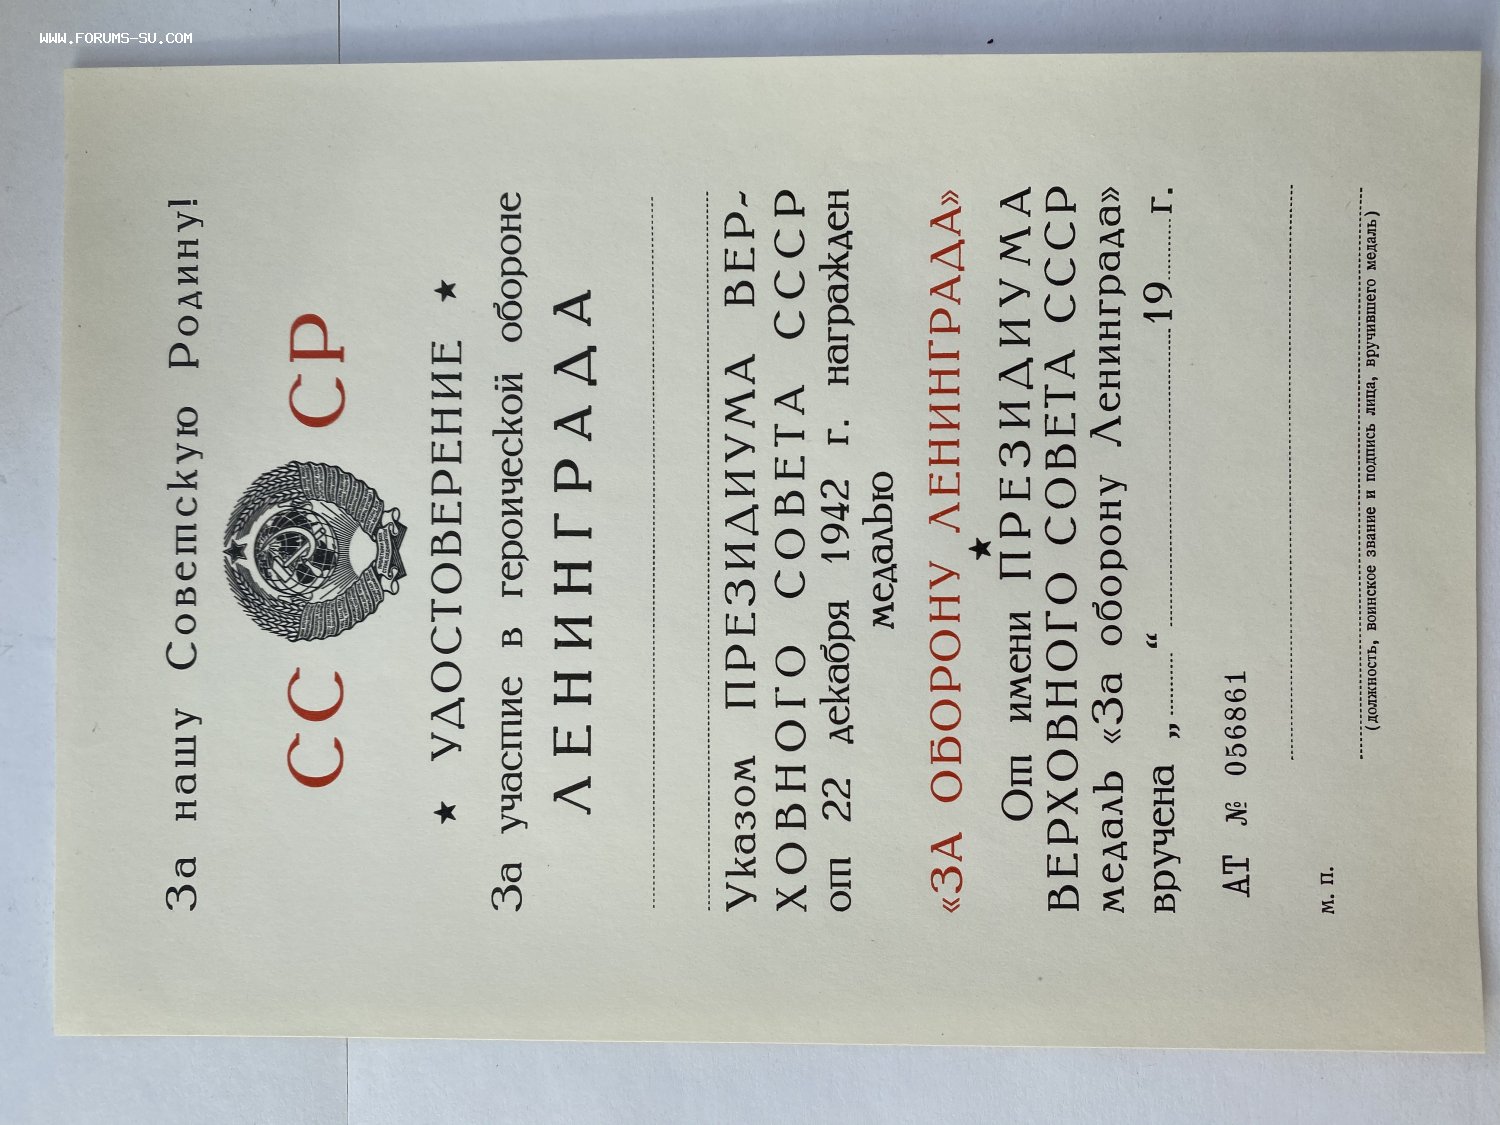 WWW.FORUMS-SU.COM
За нашу Советскую Родину!
СС СР
★ УДОСТОВЕРЕНИЕ ★
За участие в героической обороне
ЛЕНИНГРАДА
Указом ПРЕЗИДИУМА ВЕР-
ХОВНОГО СОВЕТА СССР
от 22 декабря 1942 г. награжден
медалью
«ЗА ОБОРОНУ ЛЕНИНГРАДА»
★
От имени ПРЕЗИДИУМА
ВЕРХОВНОГО СОВЕТА СССР
медаль «За оборону Ленинграда»
вручена „........“ ........................ 19........ г.
АТ № 056861
м. п.
(должность, воинское звание и подпись лица, вручившего медаль)